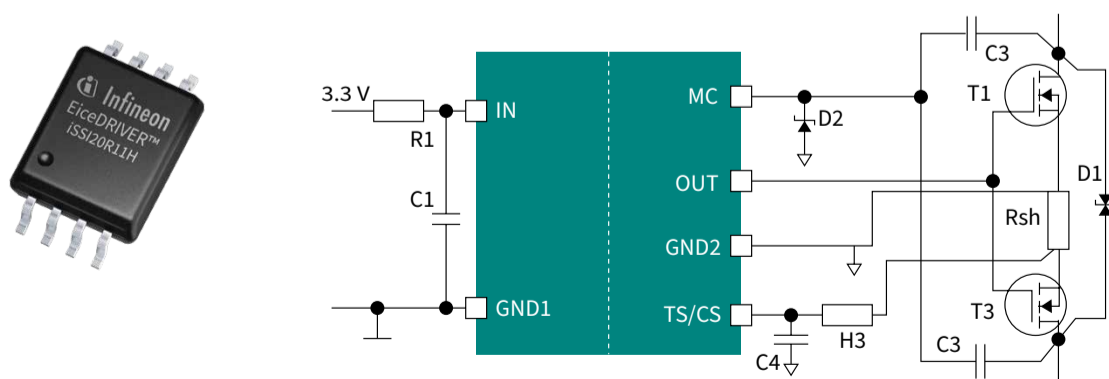 Infineon
EiceDRIVER™
iSSI20R11H
3.3 V
R1
C1
IN
GND1
MC
OUT
GND2
TS/CS
D2
C4
H3
C3
T1
D1
Rsh
T3
C3